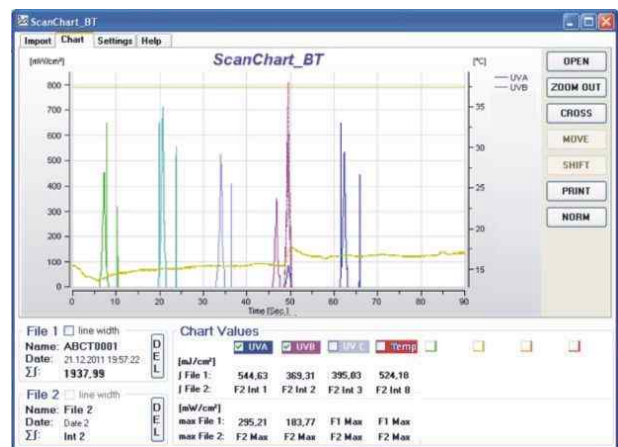 ScanChart_BT
Import Chart Settings Help
[mW/cm²] ScanChart_BT [°C]
UVA
UVB
800
700
600
500
400
300
200
100
0
35
30
25
20
15
0 10 20 30 40 50 60 70 80 90
Time [Sec.]
OPEN
ZOOM OUT
CROSS
MOVE
SHIFT
PRINT
NORM
File 1 line width
Name: ABCT0001
Date: 21.12.2011 19:57:22
Σ∫: 1937,99
DEL
File 2 line width
Name: File 2
Date: Date 2
Σ∫: Int 2
DEL
Chart Values
UVA UVB UV C Temp
[mJ/cm²]
∫ File 1: 544,63 369,31 395,03 524,18
∫ File 2: F2 Int 1 F2 Int 2 F2 Int 3 F2 Int 8
[mW/cm²]
max File 1: 295,21 183,77 F1 Max F1 Max
max File 2: F2 Max F2 Max F2 Max F2 Max